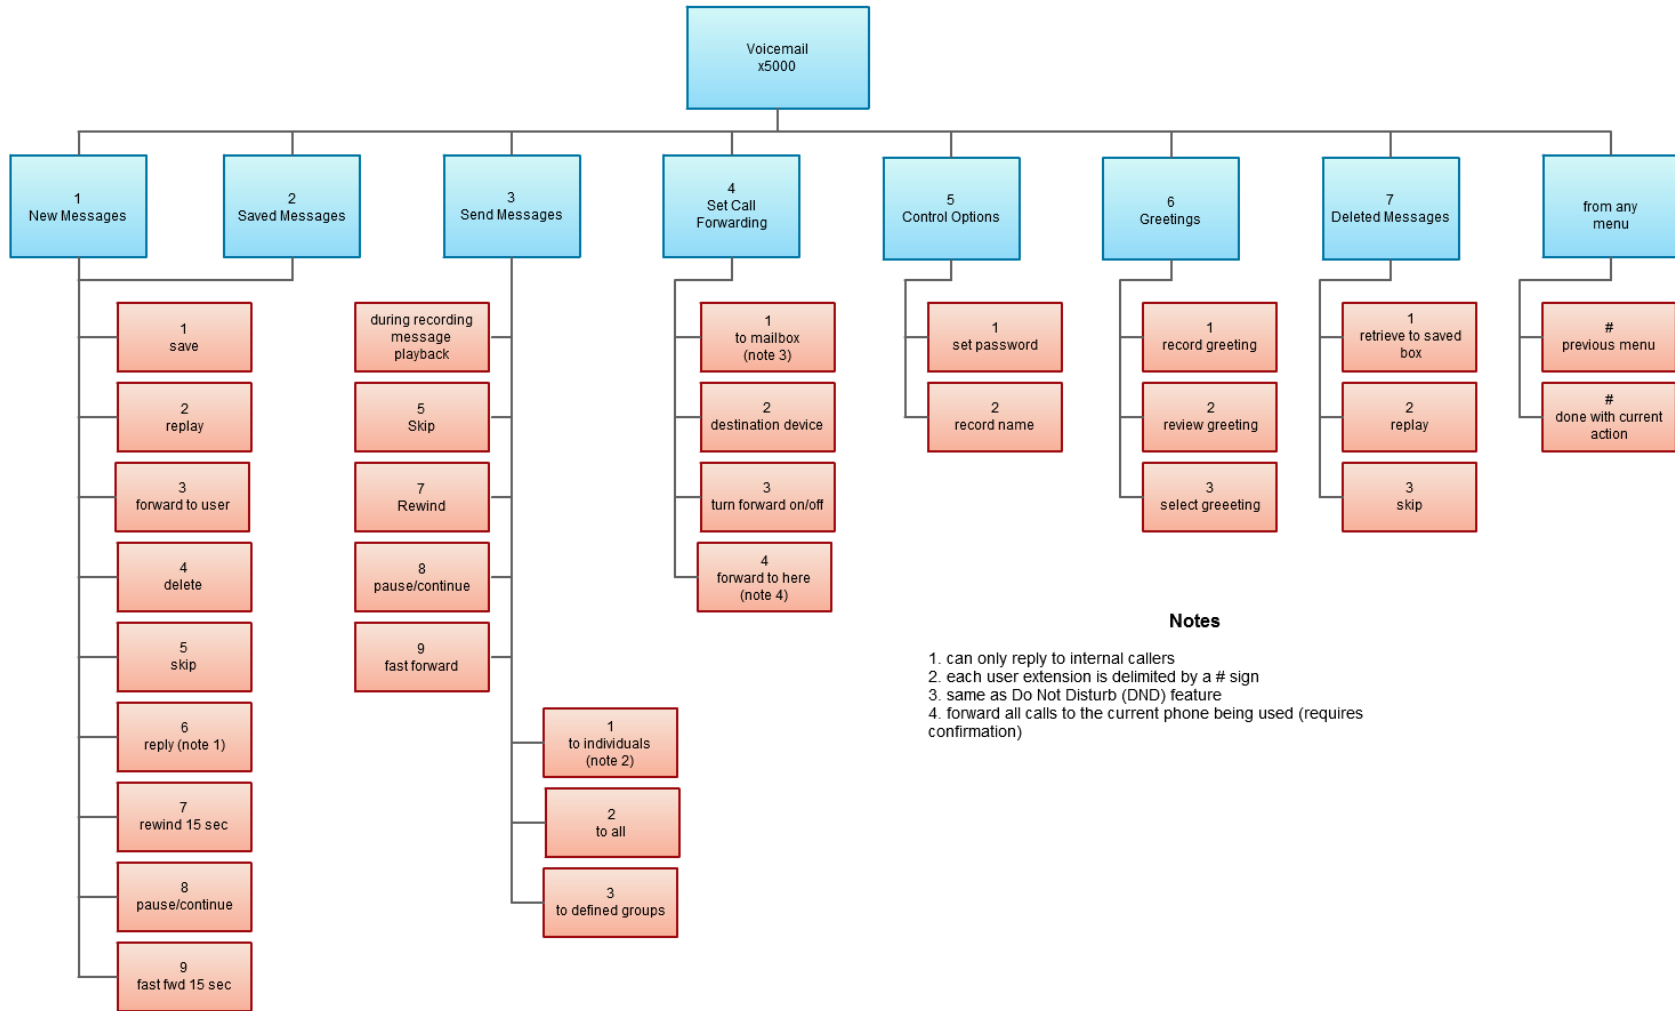 Voicemail
x5000
1
New Messages
2
Saved Messages
3
Send Messages
4
Set Call
Forwarding
5
Control Options
6
Greetings
7
Deleted Messages
from any
menu
1
save
2
replay
3
forward to user
4
delete
5
skip
6
reply (note 1)
7
rewind 15 sec
8
pause/continue
9
fast fwd 15 sec
during recording
message
playback
5
Skip
7
Rewind
8
pause/continue
9
fast forward
1
to individuals
(note 2)
2
to all
3
to defined groups
1
to mailbox
(note 3)
2
destination device
3
turn forward on/off
4
forward to here
(note 4)
1
set password
2
record name
1
record greeting
2
review greeting
3
select greeeting
1
retrieve to saved
box
2
replay
3
skip
#
previous menu
#
done with current
action
Notes
1. can only reply to internal callers
2. each user extension is delimited by a # sign
3. same as Do Not Disturb (DND) feature
4. forward all calls to the current phone being used (requires
confirmation)